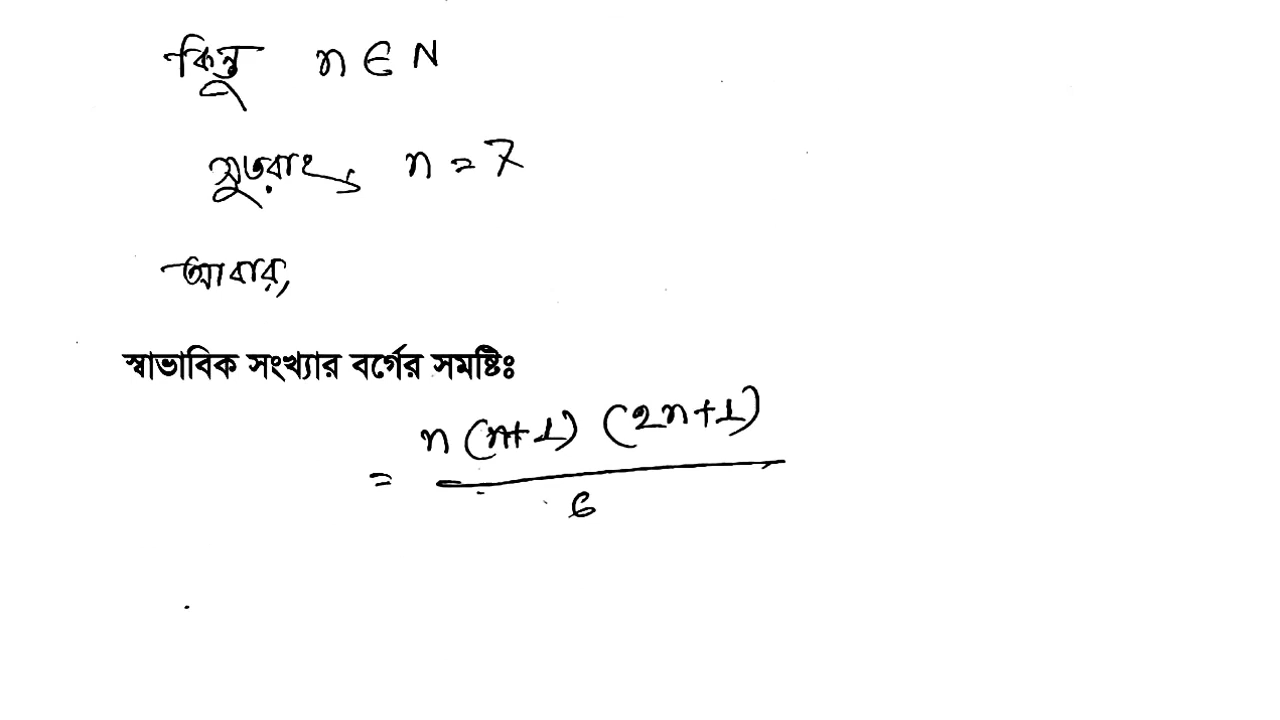 কিন্তু n ∈ N
সুতরাং, n = 7
আবার,
স্বাভাবিক সংখ্যার বর্গের সমষ্টিঃ
= n(n+1)(2n+1) / 6